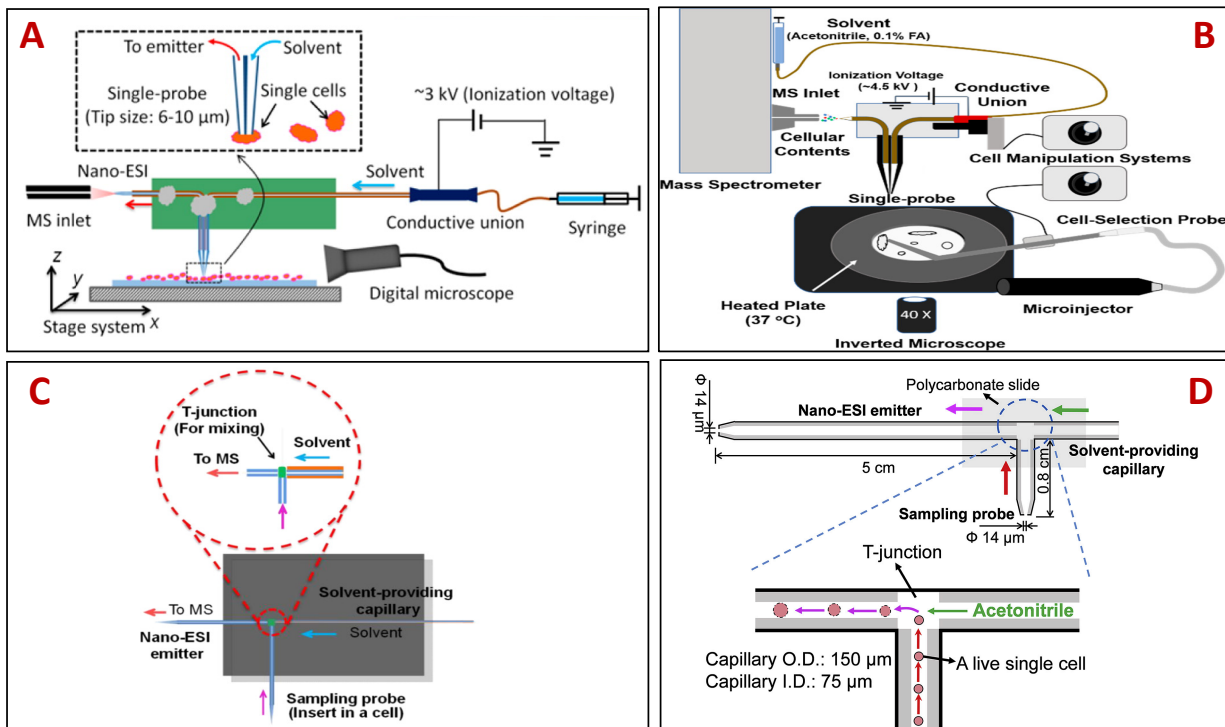 A
To emitter
Solvent
Single-probe
(Tip size: 6-10 μm)
Single cells
~3 kV (Ionization voltage)
Nano-ESI
Solvent
MS inlet
Conductive union
Syringe
z
y
x
Stage system
Digital microscope
B
Solvent
(Acetonitrile, 0.1% FA)
Ionization Voltage
(~4.5 kV )
Conductive
Union
MS Inlet
Cellular
Contents
Cell Manipulation Systems
Mass Spectrometer
Single-probe
Cell-Selection Probe
Heated Plate
(37 °C)
40 X
Microinjector
Inverted Microscope
C
T-junction
(For mixing)
Solvent
To MS
Solvent-providing
capillary
To MS
Solvent
Nano-ESI
emitter
Sampling probe
(Insert in a cell)
D
Polycarbonate slide
Φ 14 μm
Nano-ESI emitter
Solvent-providing
capillary
5 cm
0.8 cm
Sampling probe
Φ 14 μm
T-junction
Acetonitrile
Capillary O.D.: 150 μm
Capillary I.D.: 75 μm
A live single cell